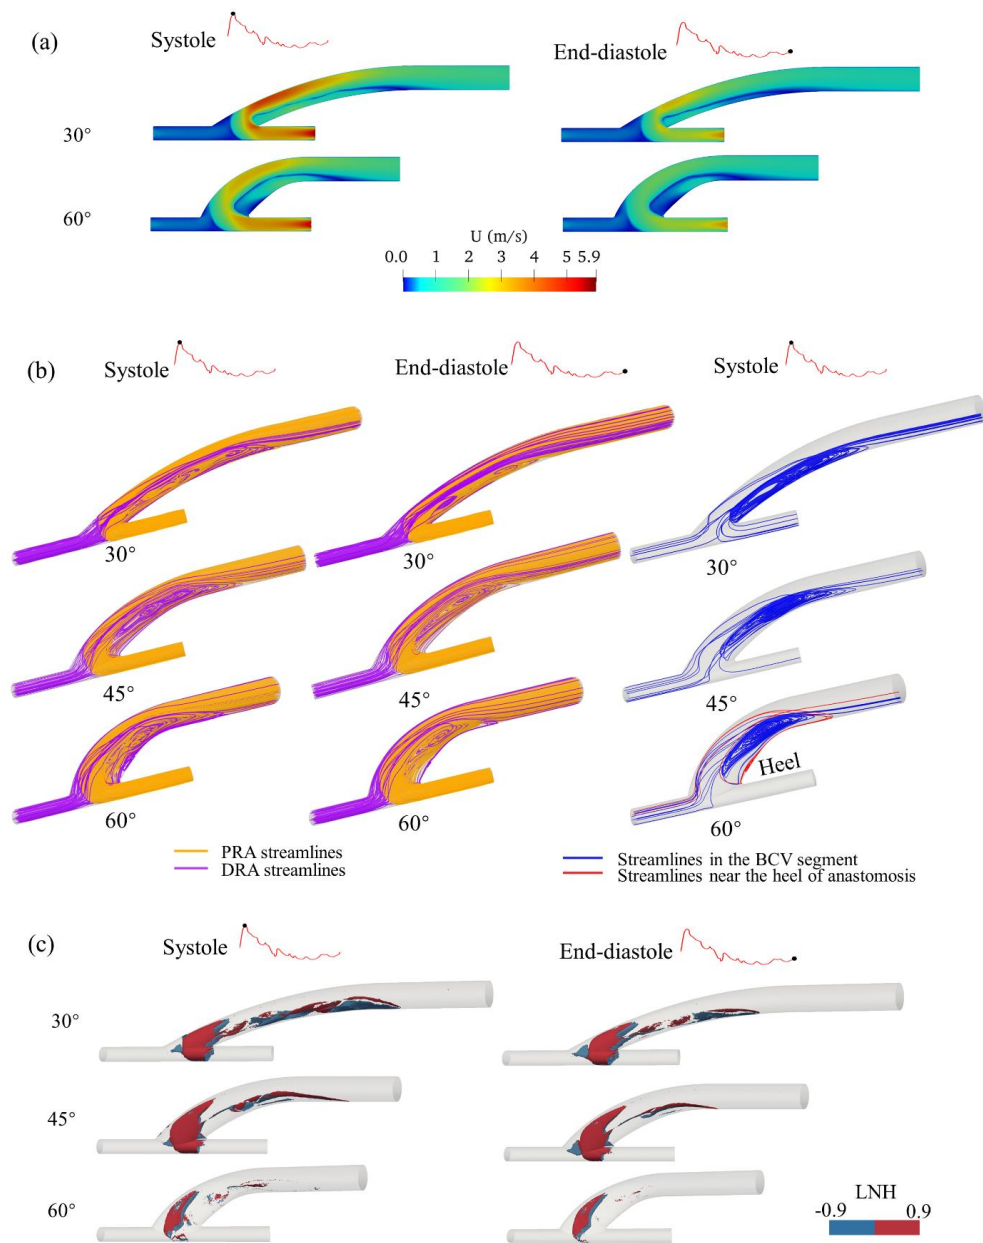 (a)
Systole
End-diastole
30°
60°
U (m/s)
0.0 1 2 3 4 5 5.9
(b)
Systole
End-diastole
Systole
30°
30°
30°
45°
45°
45°
Heel
60°
60°
60°
PRA streamlines
DRA streamlines
Streamlines in the BCV segment
Streamlines near the heel of anastomosis
(c)
Systole
End-diastole
30°
45°
60°
LNH
-0.9 0.9